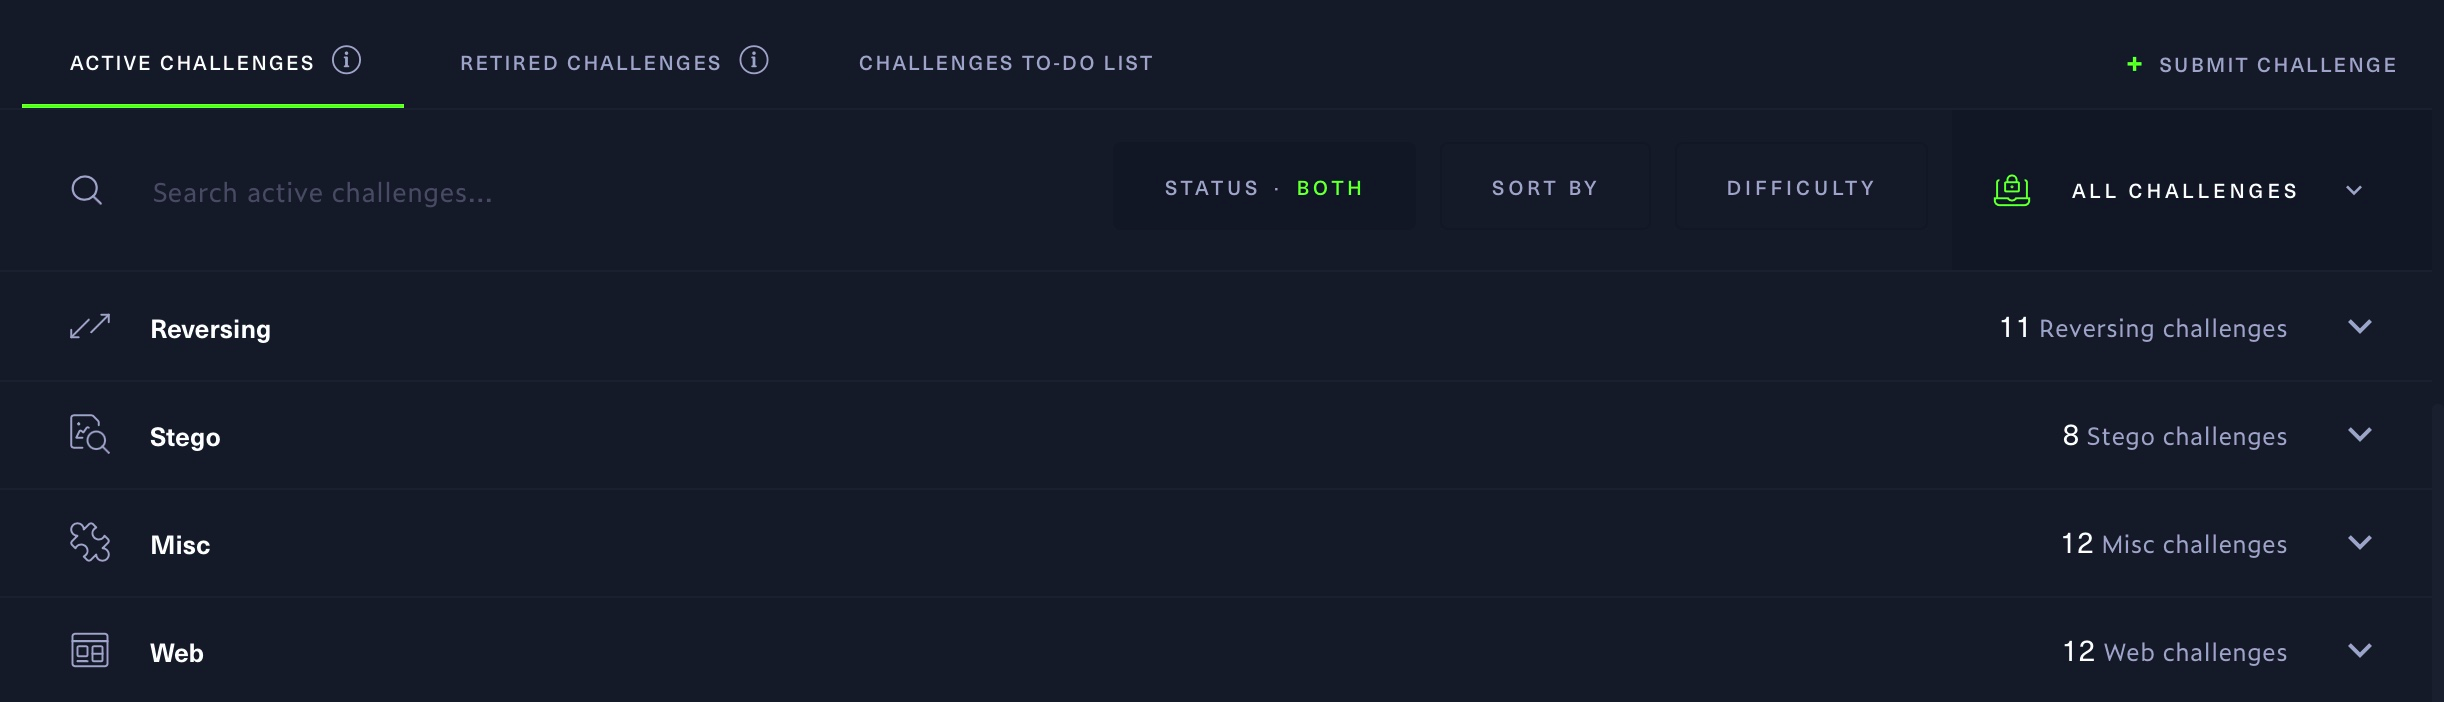 ACTIVE CHALLENGES RETIRED CHALLENGES CHALLENGES TO-DO LIST + SUBMIT CHALLENGE
Search active challenges... STATUS · BOTH SORT BY DIFFICULTY ALL CHALLENGES
Reversing 11 Reversing challenges
Stego 8 Stego challenges
Misc 12 Misc challenges
Web 12 Web challenges